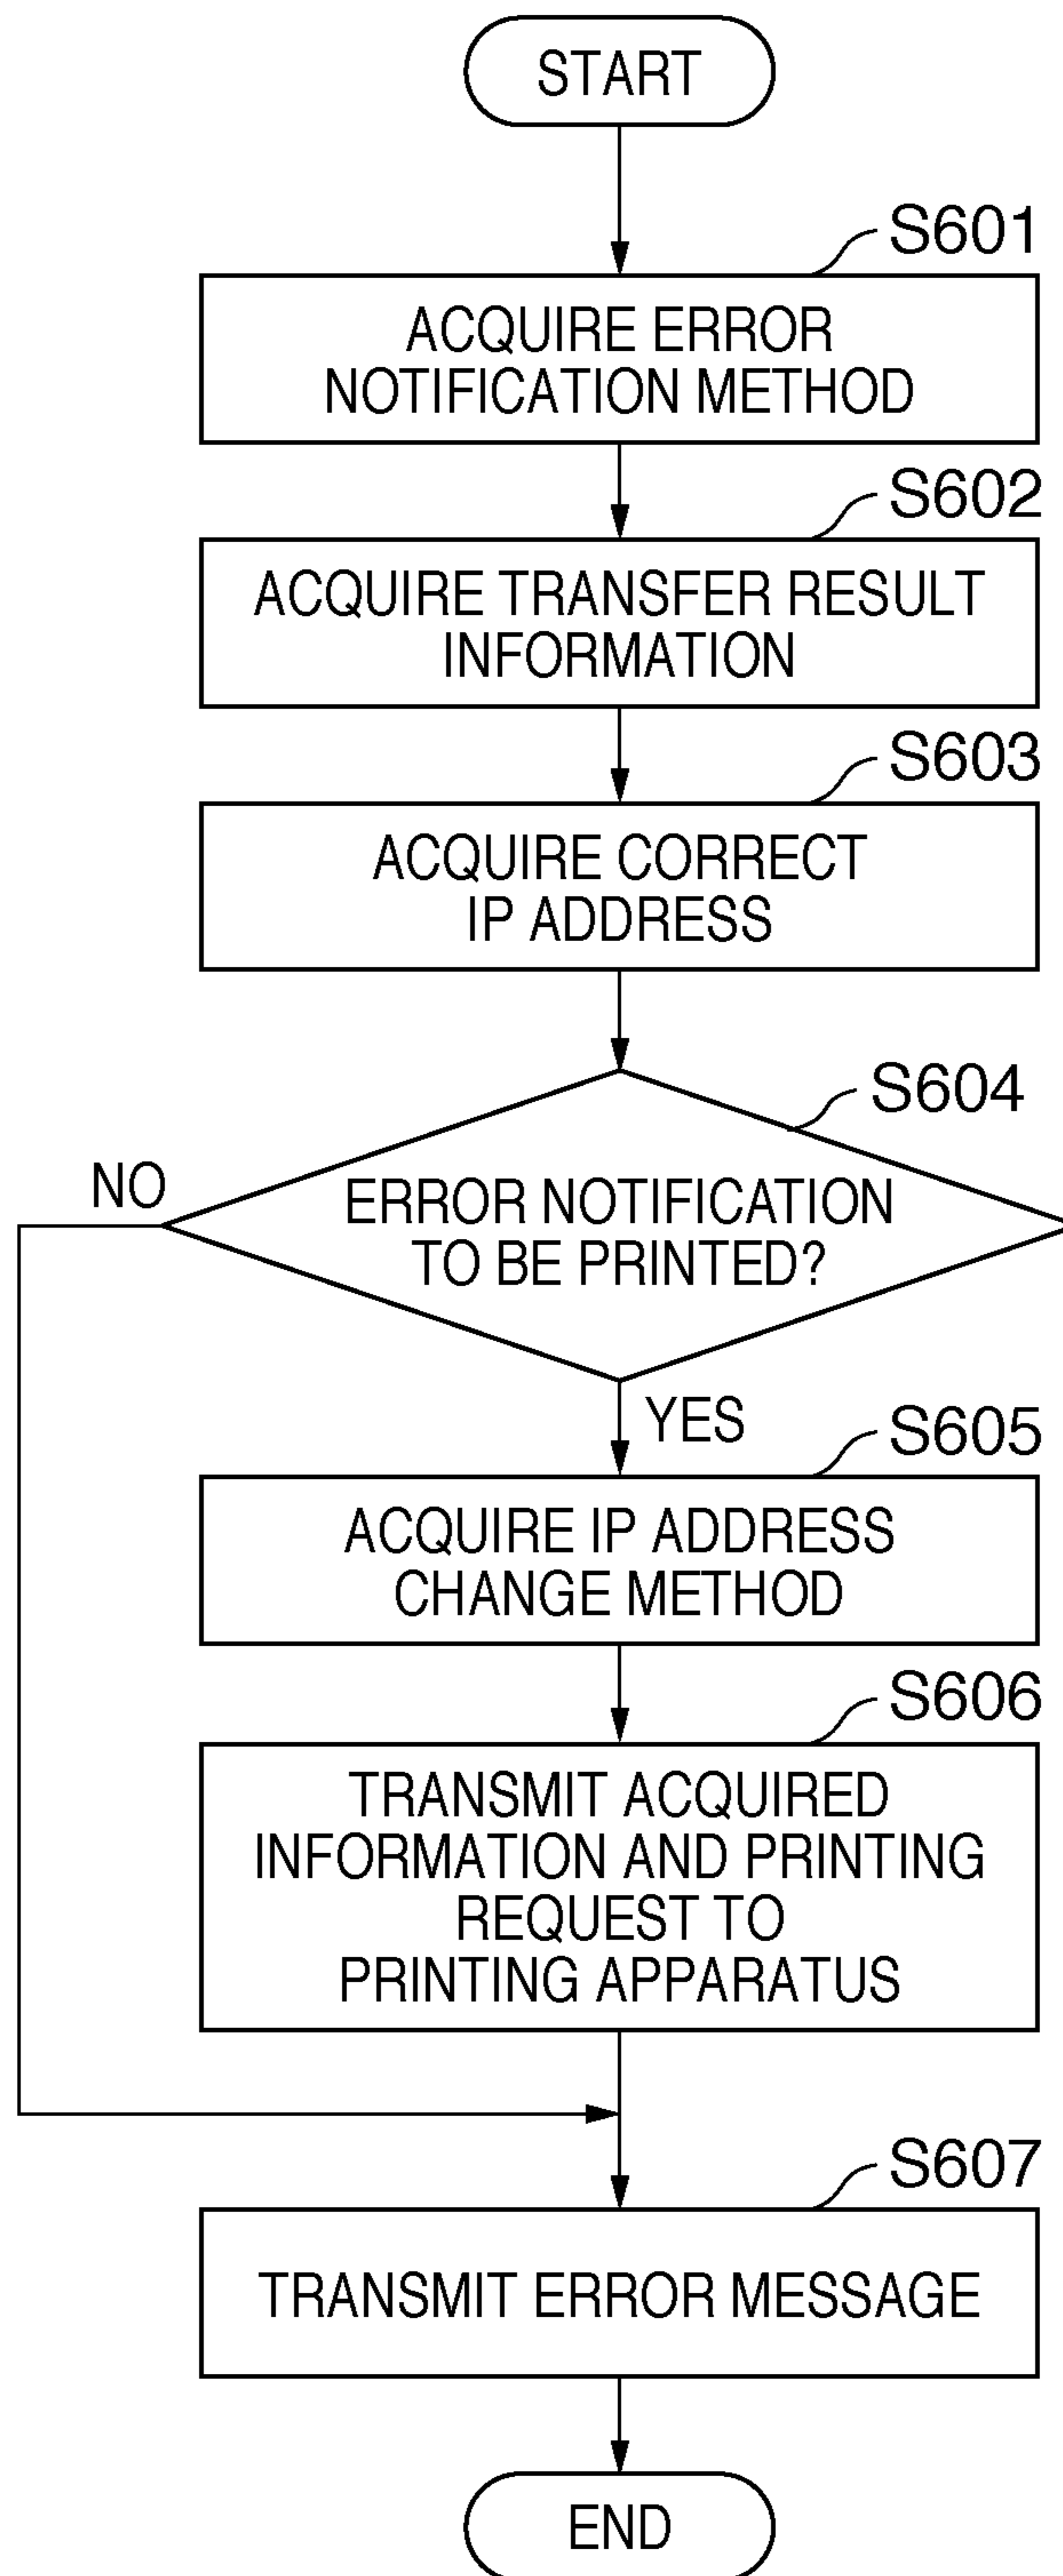 START
S601
ACQUIRE ERROR
NOTIFICATION METHOD
S602
ACQUIRE TRANSFER RESULT
INFORMATION
S603
ACQUIRE CORRECT
IP ADDRESS
S604
NO
ERROR NOTIFICATION
TO BE PRINTED?
YES
S605
ACQUIRE IP ADDRESS
CHANGE METHOD
S606
TRANSMIT ACQUIRED
INFORMATION AND PRINTING
REQUEST TO
PRINTING APPARATUS
S607
TRANSMIT ERROR MESSAGE
END